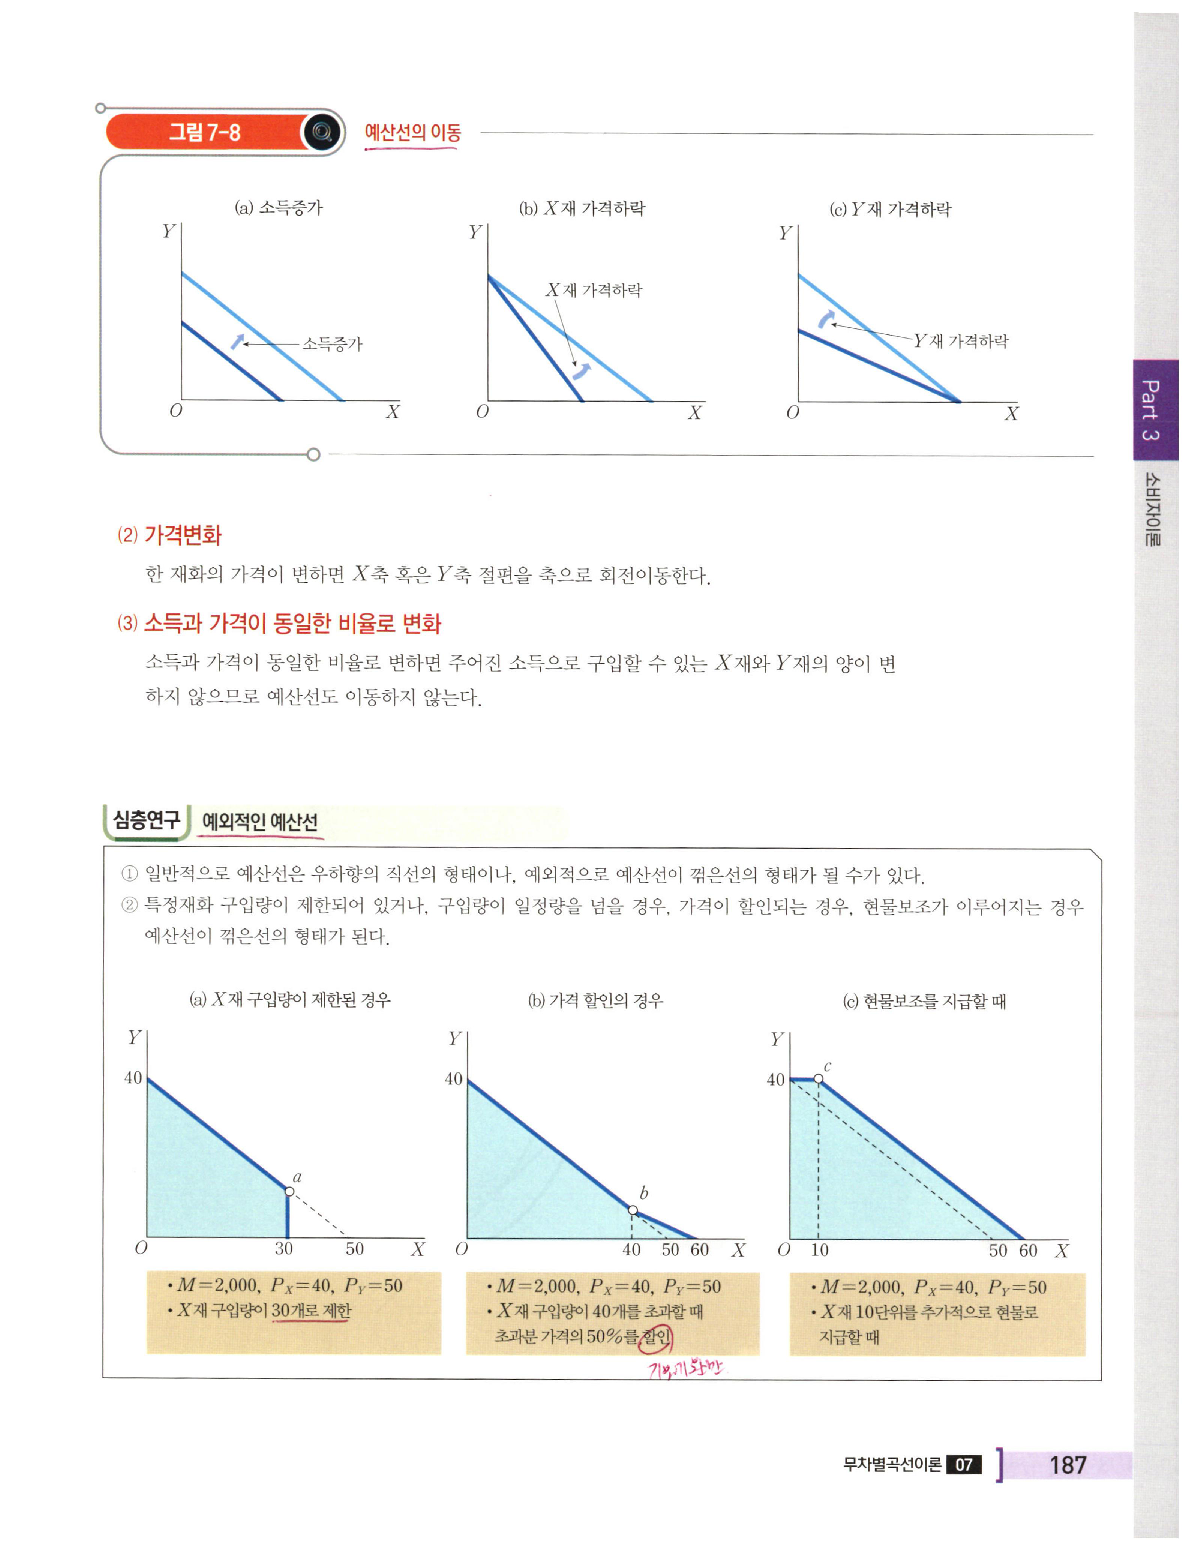 그림 7-8
예산선의 이동
(a) 소득증가
(b) X재 가격하락
(c) Y재 가격하락
Y
소득증가
O
X
Y
X재 가격하락
O
X
Y
Y재 가격하락
O
X
Part 3
소비자이론
(2) 가격변화
한 재화의 가격이 변하면 X축 혹은 Y축 절편을 축으로 회전이동한다.
(3) 소득과 가격이 동일한 비율로 변화
소득과 가격이 동일한 비율로 변하면 주어진 소득으로 구입할 수 있는 X재와 Y재의 양이 변
하지 않으므로 예산선도 이동하지 않는다.
심층연구
예외적인 예산선
① 일반적으로 예산선은 우하향의 직선의 형태이나, 예외적으로 예산선이 꺾은선의 형태가 될 수가 있다.
② 특정재화 구입량이 제한되어 있거나, 구입량이 일정량을 넘을 경우, 가격이 할인되는 경우, 현물보조가 이루어지는 경우
예산선이 꺾은선의 형태가 된다.
(a) X재 구입량이 제한된 경우
Y
40
a
O 30 50 X
• M=2,000, PX=40, PY=50
• X재 구입량이 30개로 제한
(b) 가격 할인의 경우
Y
40
b
O 40 50 60 X
• M=2,000, PX=40, PY=50
• X재 구입량이 40개를 초과할 때
초과분 가격의 50%를 할인
(c) 현물보조를 지급할 때
Y
40
c
O 10 50 60 X
• M=2,000, PX=40, PY=50
• X재 10단위를 추가적으로 현물로
지급할 때
무차별곡선이론 07
187